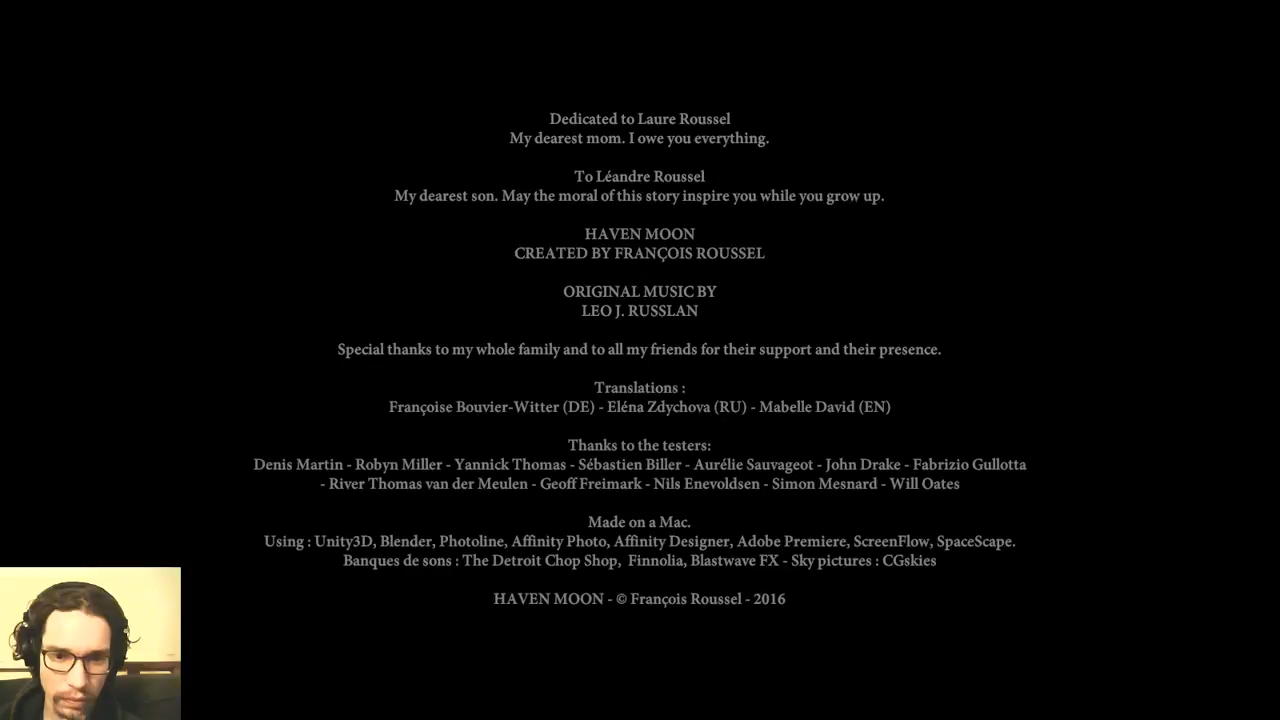 Dedicated to Laure Roussel
My dearest mom. I owe you everything.
To Léandre Roussel
My dearest son. May the moral of this story inspire you while you grow up.
HAVEN MOON
CREATED BY FRANÇOIS ROUSSEL
ORIGINAL MUSIC BY
LEO J. RUSSLAN
Special thanks to my whole family and to all my friends for their support and their presence.
Translations :
Françoise Bouvier-Witter (DE) - Eléna Zdychova (RU) - Mabelle David (EN)
Thanks to the testers:
Denis Martin - Robyn Miller - Yannick Thomas - Sébastien Biller - Aurélie Sauvageot - John Drake - Fabrizio Gullotta
- River Thomas van der Meulen - Geoff Freimark - Nils Enevoldsen - Simon Mesnard - Will Oates
Made on a Mac.
Using : Unity3D, Blender, Photoline, Affinity Photo, Affinity Designer, Adobe Premiere, ScreenFlow, SpaceScape.
Banques de sons : The Detroit Chop Shop,  Finnolia, Blastwave FX - Sky pictures : CGskies
HAVEN MOON - © François Roussel - 2016